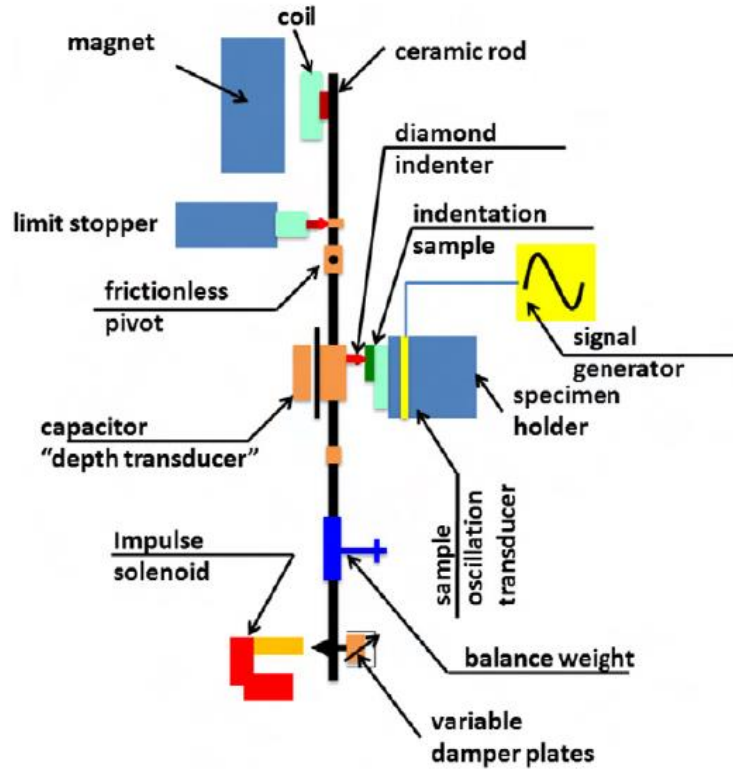 coil
magnet
ceramic rod
diamond
indenter
limit stopper
indentation
sample
frictionless
pivot
signal
generator
specimen
holder
capacitor
“depth transducer”
sample
oscillation
transducer
Impulse
solenoid
balance weight
variable
damper plates